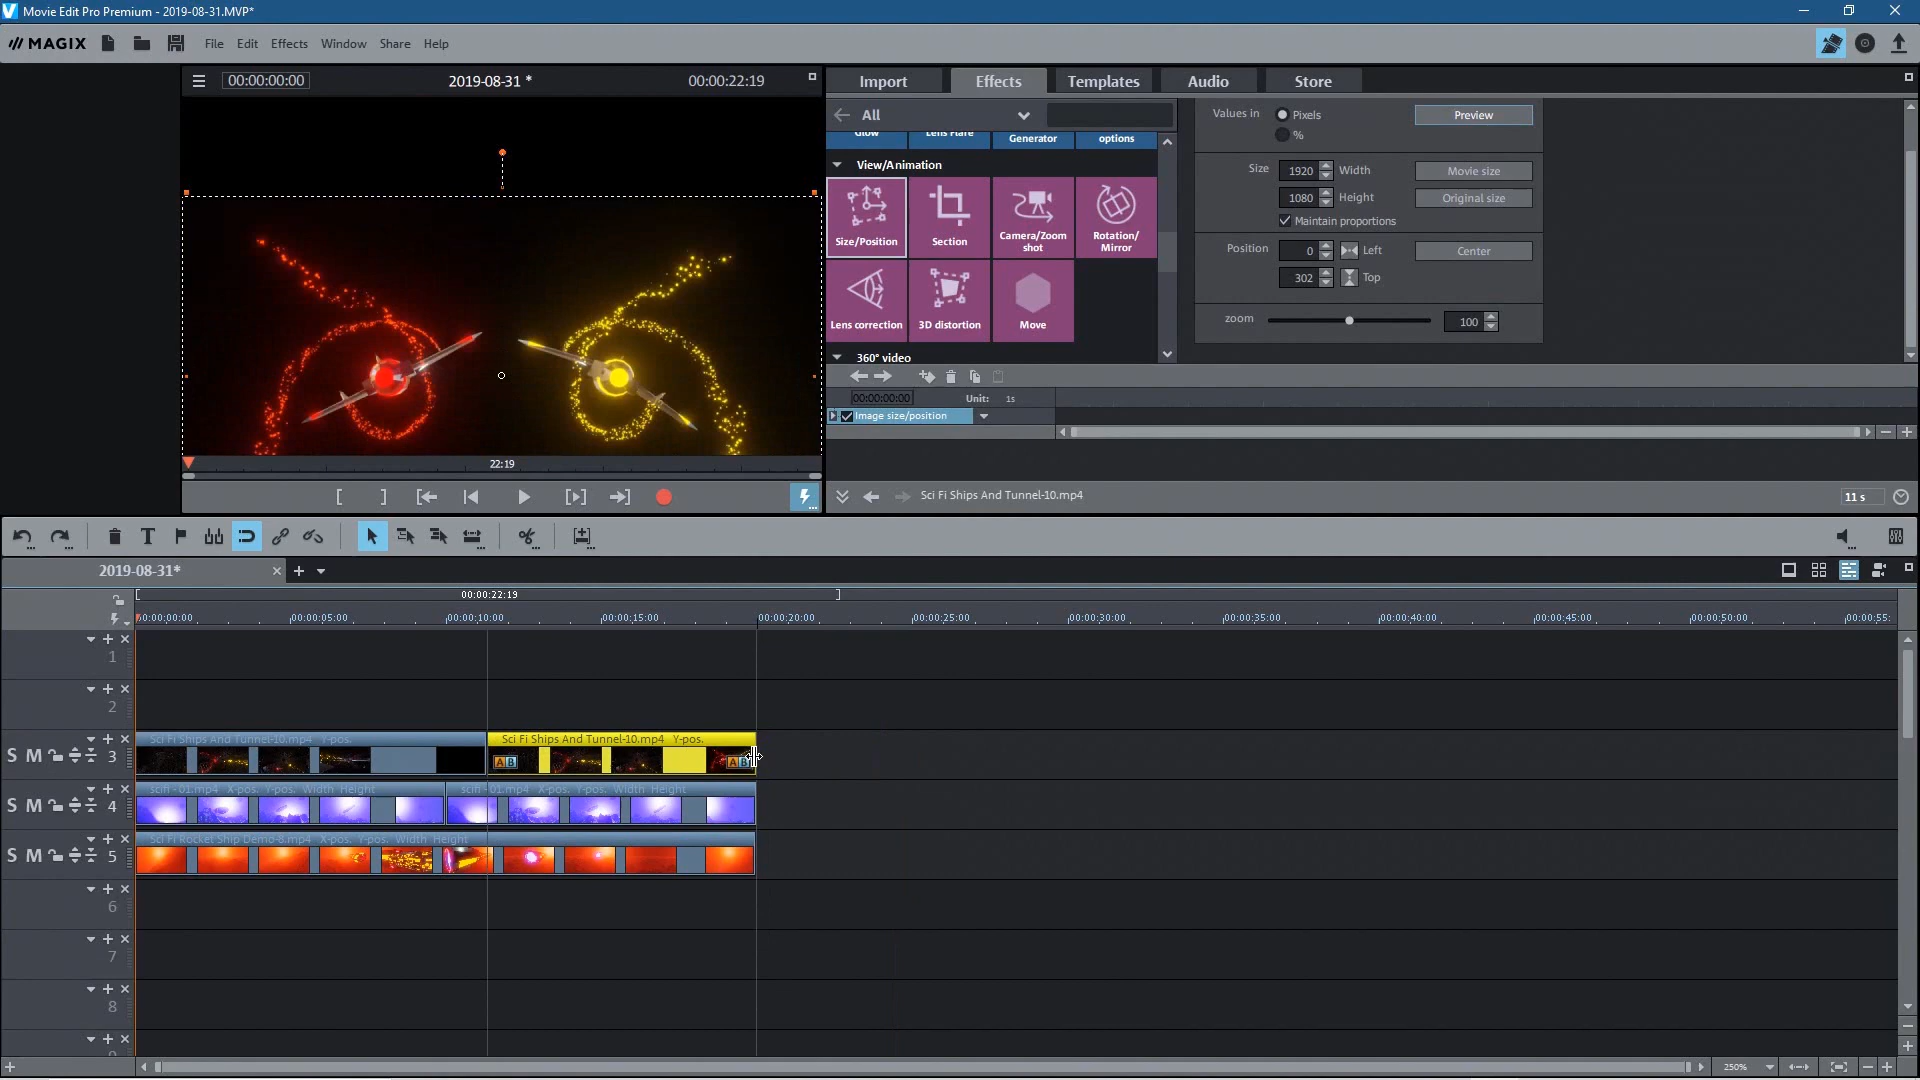 Movie Edit Pro Premium - 2019-08-31.MVP*
MAGIX File Edit Effects Window Share Help
00:00:00:00 2019-08-31 * 00:00:22:19
Import Effects Templates Audio Store
All
Glow Lens Flare Generator options
View/Animation
Size/Position Section Camera/Zoom shot Rotation/Mirror
Lens correction 3D distortion Move
360° video
Values in Pixels Preview
%
Size 1920 Width Movie size
1080 Height Original size
Maintain proportions
Position 0 Left Center
302 Top
zoom 100
00:00:00:00 Unit: 1s
Image size/position
22:19
Sci Fi Ships And Tunnel-10.mp4 11 s
2019-08-31*
00:00:22:19
00:00:00:00 00:00:05:00 00:00:10:00 00:00:15:00 00:00:20:00 00:00:25:00 00:00:30:00 00:00:35:00 00:00:40:00 00:00:45:00 00:00:50:00 00:00:55:
1
2
Sci Fi Ships And Tunnel-10.mp4 Y-pos. Sci Fi Ships And Tunnel-10.mp4 Y-pos.
S M 3 A B A B
scifi - 01.mp4 X-pos. Y-pos. Width Height scifi - 01.mp4 X-pos. Y-pos. Width Height
S M 4
Sci Fi Rocket Ship Demo-8.mp4 X-pos. Y-pos. Width Height
S M 5
6
7
8
250%